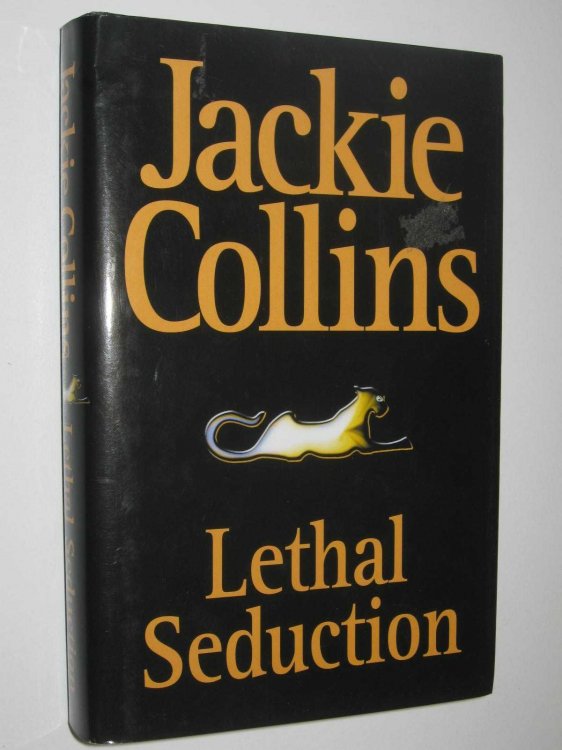 Jackie
Collins
Lethal
Seduction
Jackie Collins Lethal Seduction